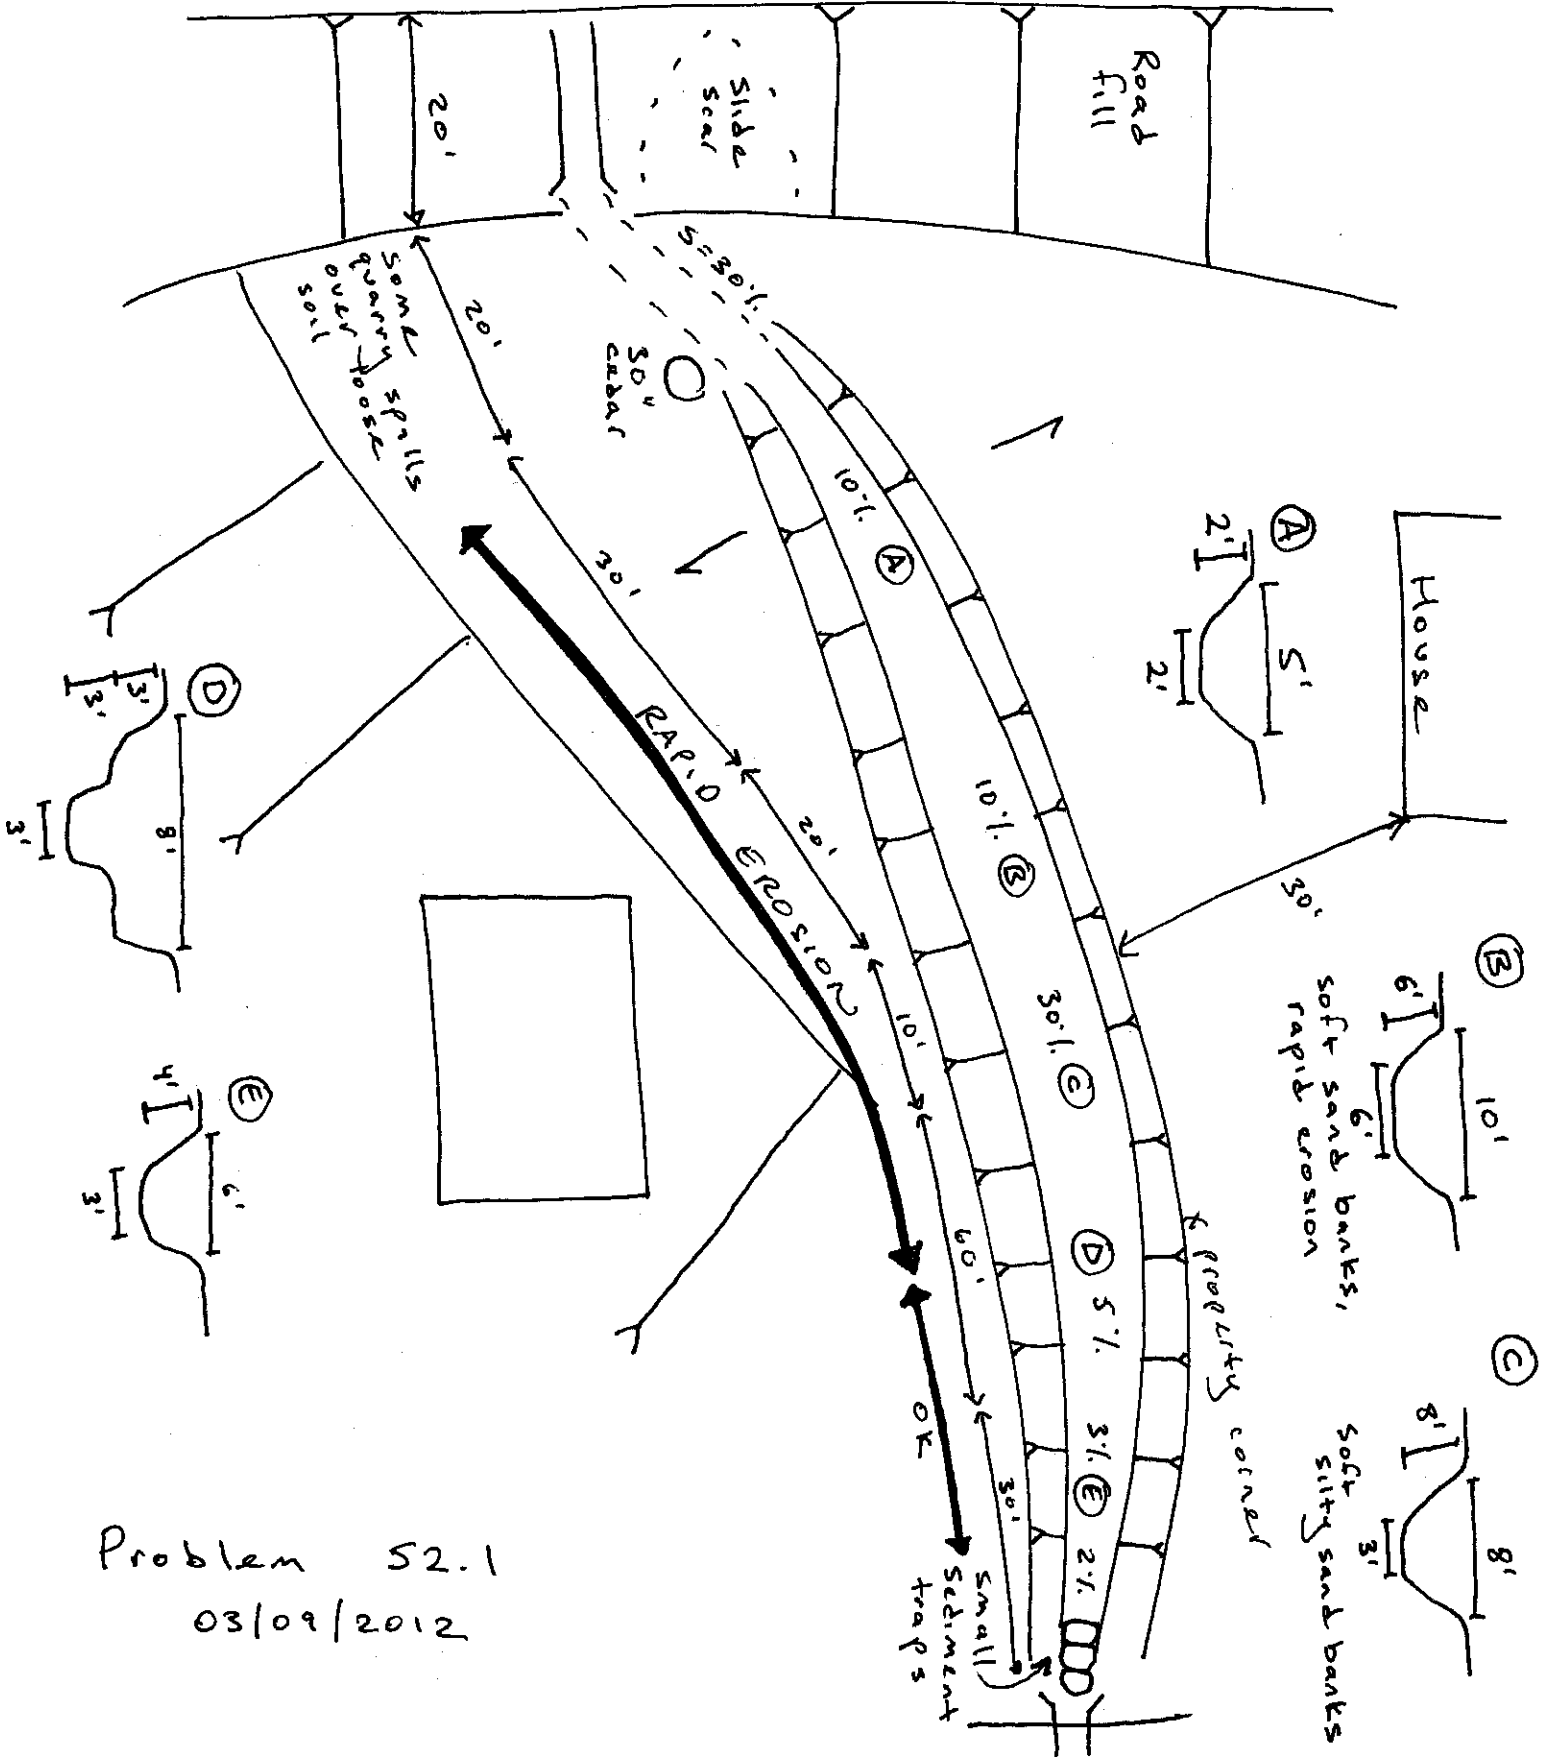 Road
fill
Slide
scar
20'
S=30%
Some
quarry spalls
over loose
soil
20'
30"
cedar
30'
20'
10'
60'
30'
RAPID EROSION
OK
10%
A
10%
B
30%
C
D
5%
3%
E
2%
House
30'
x property corner
small
sediment
traps
A
2'
5'
2'
B
6'
10'
6'
soft sand banks,
rapid erosion
C
8'
8'
3'
soft
silty sand banks
D
3'
3'
8'
3'
E
4'
6'
3'
Problem 52.1
03/09/2012